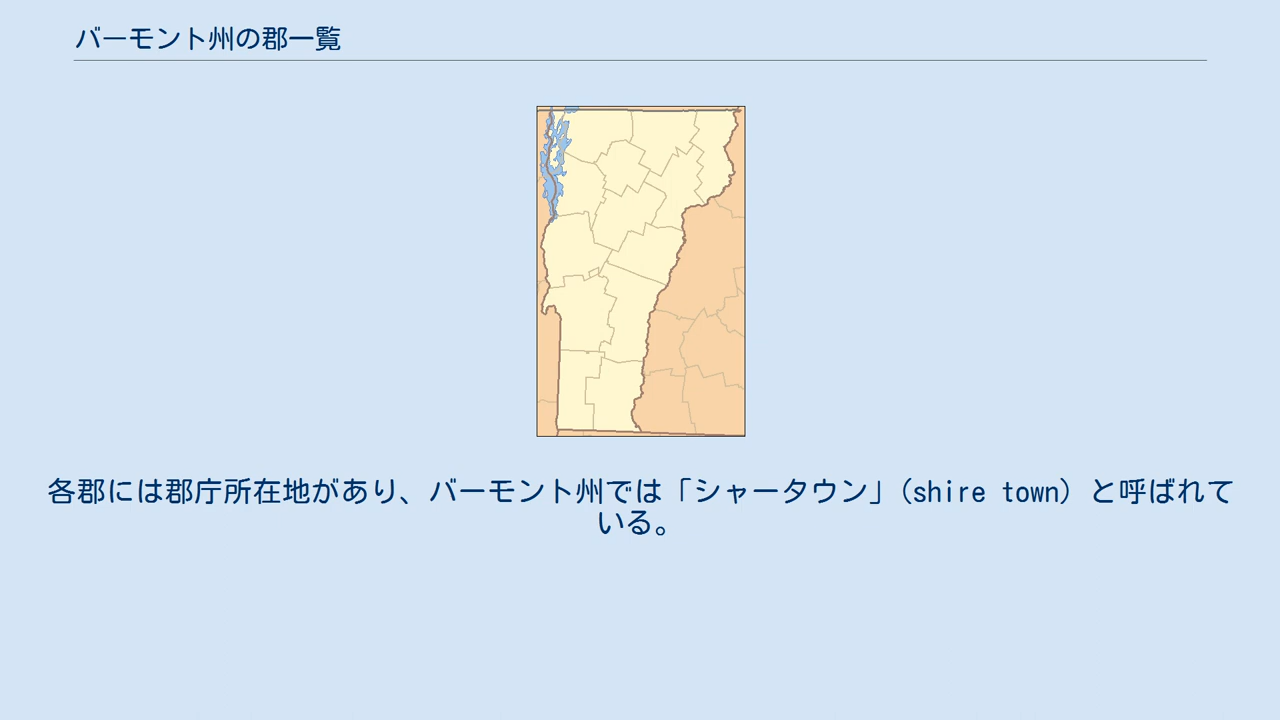 バーモント州の郡一覧
各郡には郡庁所在地があり、バーモント州では「シャータウン」(shire town) と呼ばれて
いる。